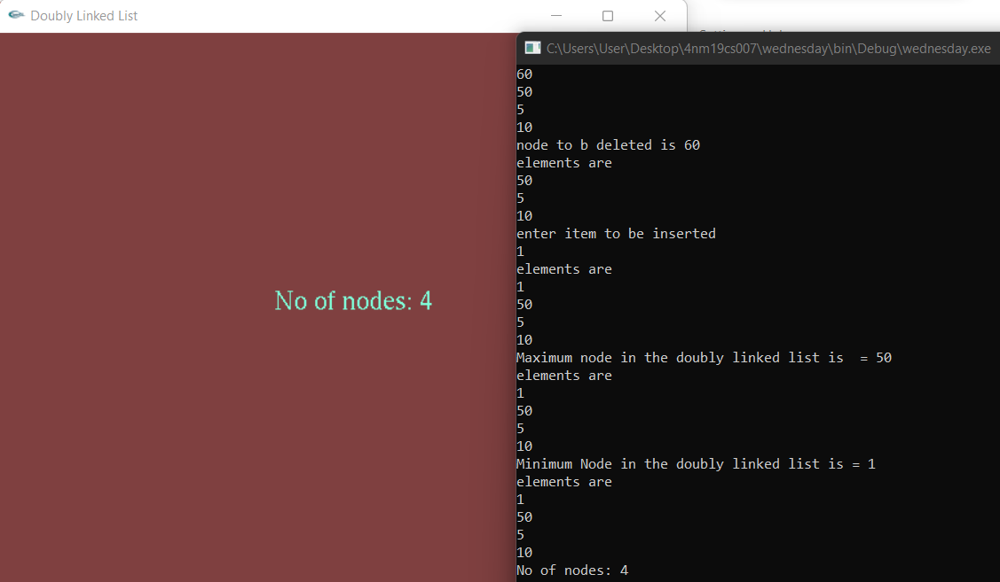 Doubly Linked List
No of nodes: 4
C:\Users\User\Desktop\4nm19cs007\wednesday\bin\Debug\wednesday.exe
60
50
5
10
node to b deleted is 60
elements are
50
5
10
enter item to be inserted
1
elements are
1
50
5
10
Maximum node in the doubly linked list is  = 50
elements are
1
50
5
10
Minimum Node in the doubly linked list is = 1
elements are
1
50
5
10
No of nodes: 4